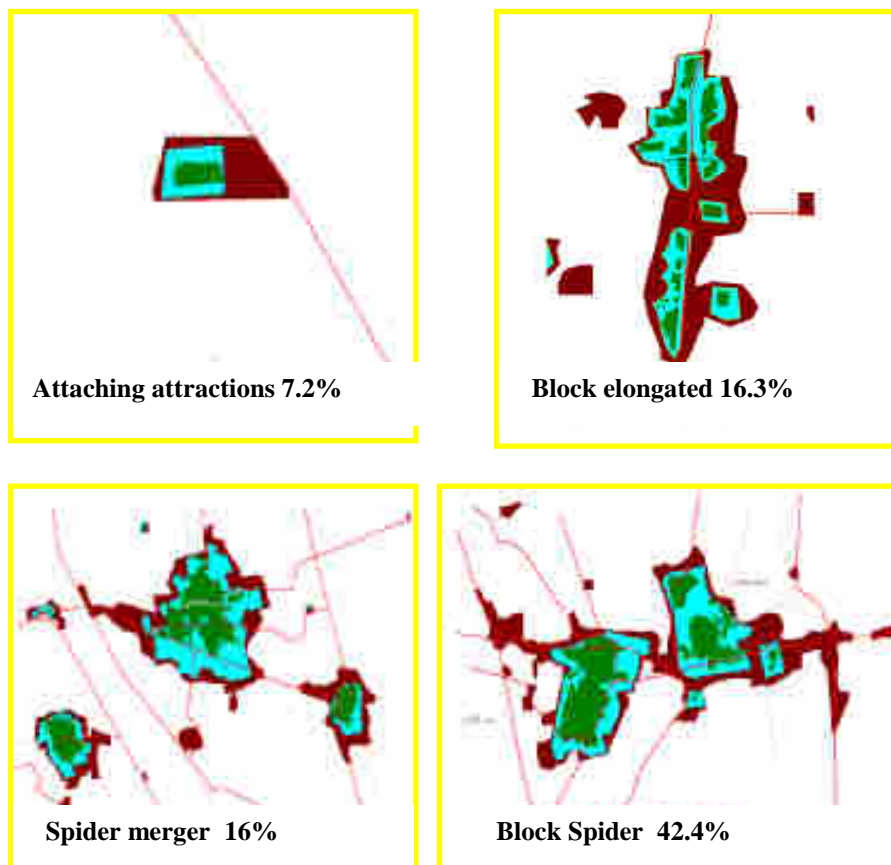 Attaching attractions 7.2%
Block elongated 16.3%
Spider merger 16%
Block Spider 42.4%